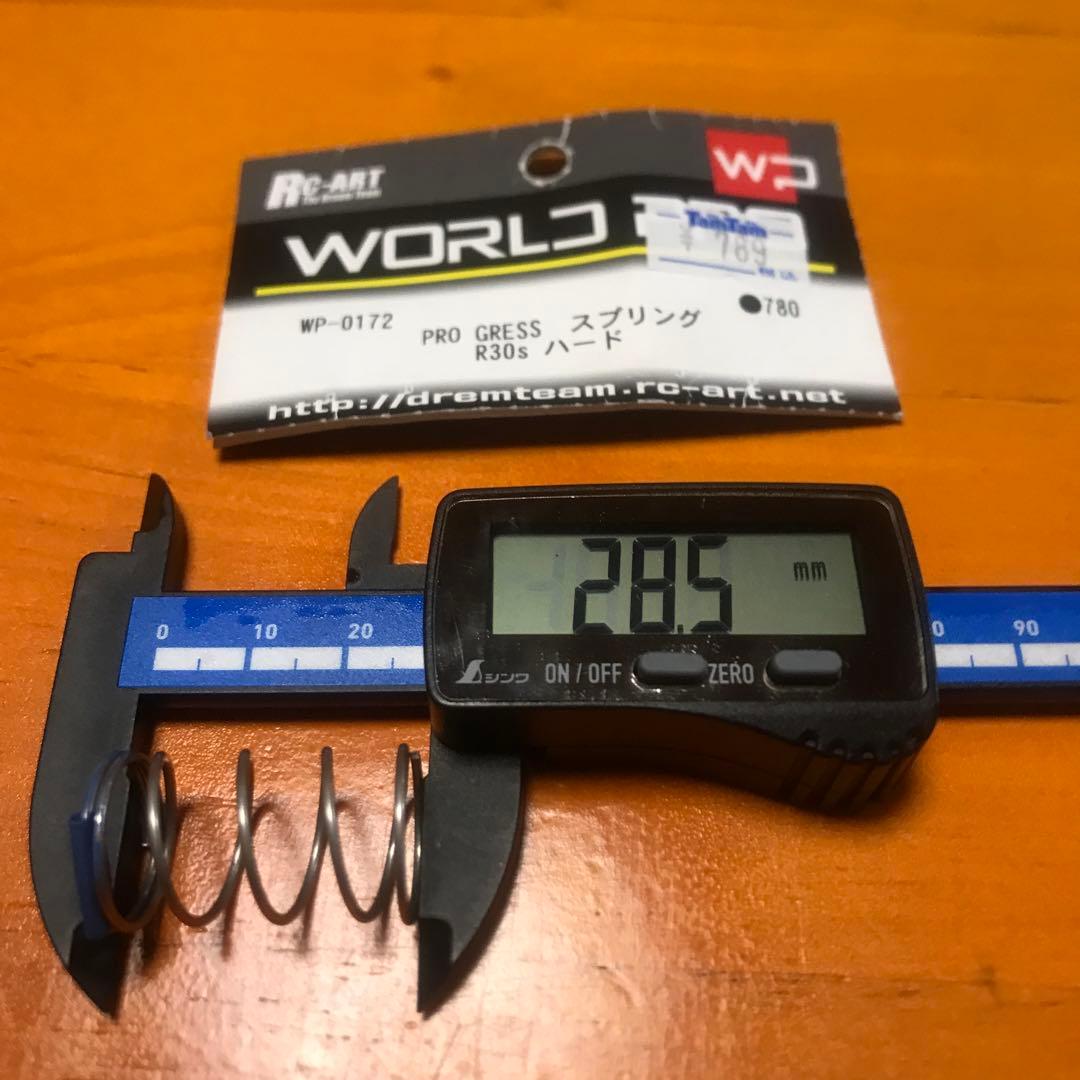 RC-ART
The Dream Team
WP
WORLD
TamTam
¥ 789
WP-0172
PRO GRESS スプリング
R30s ハード
●780
http://dremteam.rc-art.net
28.5 mm
0 10 20
90
シンワ ON / OFF ZERO